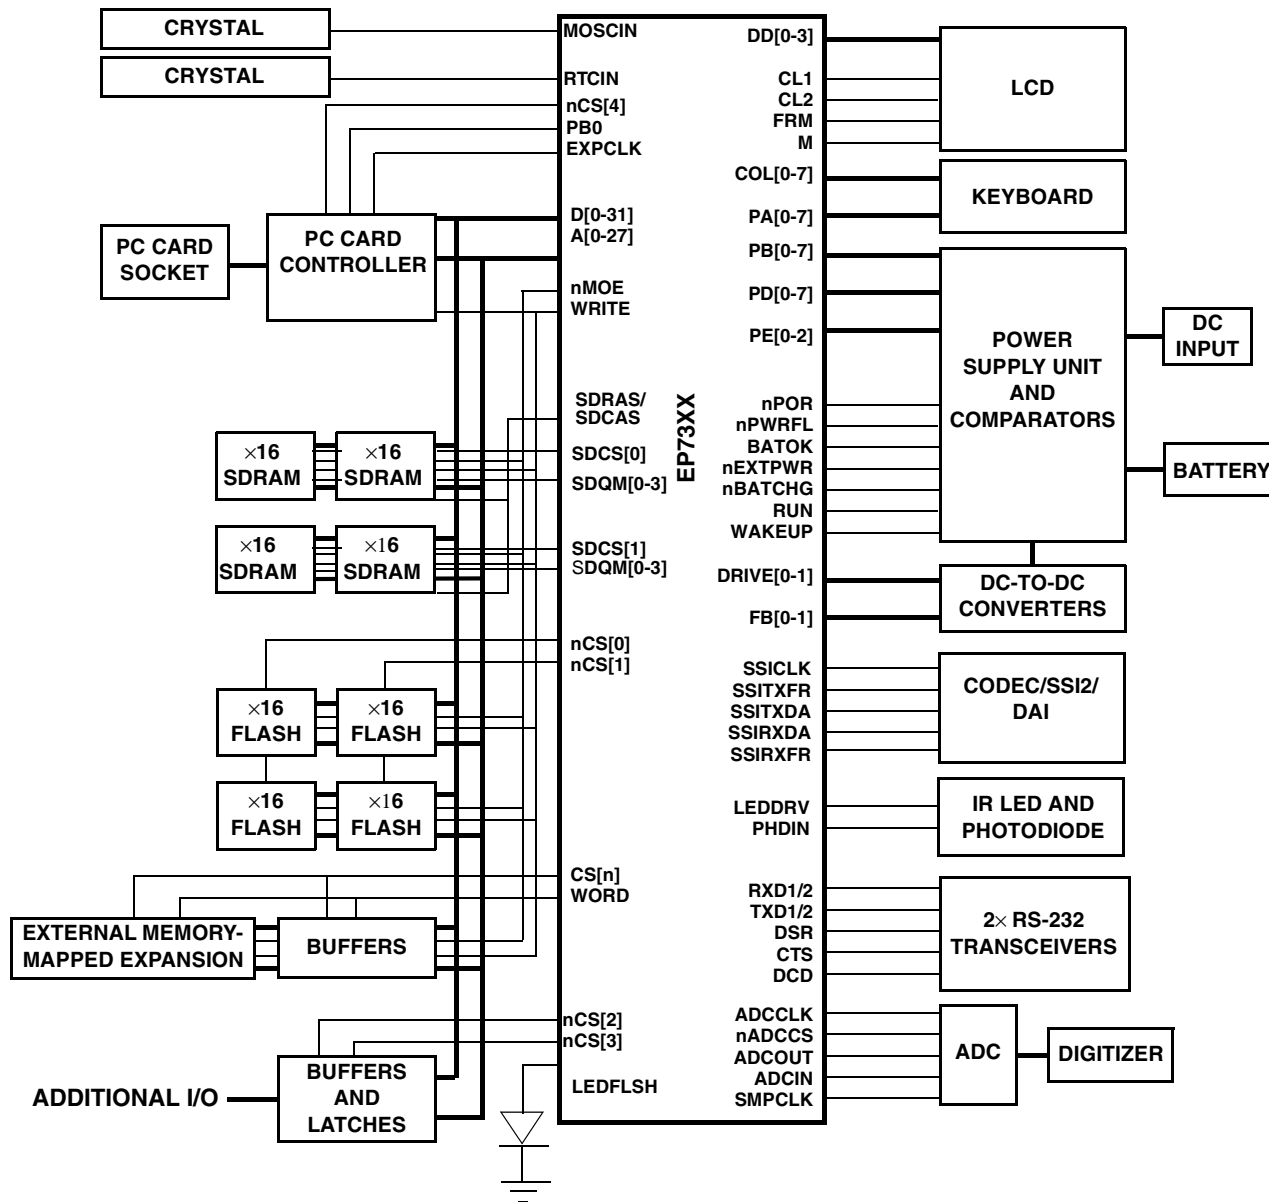 CRYSTAL
CRYSTAL
PC CARD
SOCKET
PC CARD
CONTROLLER
×16
SDRAM
×16
SDRAM
×16
SDRAM
×16
SDRAM
×16
FLASH
×16
FLASH
×16
FLASH
×16
FLASH
EXTERNAL MEMORY-
MAPPED EXPANSION
BUFFERS
ADDITIONAL I/O
BUFFERS
AND
LATCHES
MOSCIN
RTCIN
nCS[4]
PB0
EXPCLK
D[0-31]
A[0-27]
nMOE
WRITE
SDRAS/
SDCAS
SDCS[0]
SDQM[0-3]
SDCS[1]
SDQM[0-3]
nCS[0]
nCS[1]
CS[n]
WORD
nCS[2]
nCS[3]
LEDFLSH
EP73XX
DD[0-3]
CL1
CL2
FRM
M
COL[0-7]
PA[0-7]
PB[0-7]
PD[0-7]
PE[0-2]
nPOR
nPWRFL
BATOK
nEXTPWR
nBATCHG
RUN
WAKEUP
DRIVE[0-1]
FB[0-1]
SSICLK
SSITXFR
SSITXDA
SSIRXDA
SSIRXFR
LEDDRV
PHDIN
RXD1/2
TXD1/2
DSR
CTS
DCD
ADCCLK
nADCCS
ADCOUT
ADCIN
SMPCLK
LCD
KEYBOARD
POWER
SUPPLY UNIT
AND
COMPARATORS
DC
INPUT
BATTERY
DC-TO-DC
CONVERTERS
CODEC/SSI2/
DAI
IR LED AND
PHOTODIODE
2× RS-232
TRANSCEIVERS
ADC
DIGITIZER